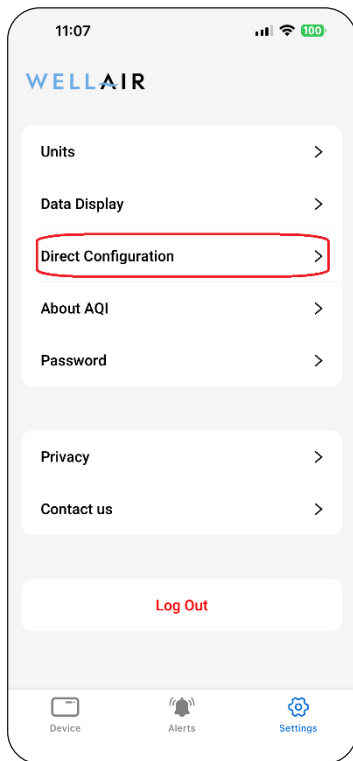 11:07
100
WELLAIR
Units
Data Display
Direct Configuration
About AQI
Password
Privacy
Contact us
Log Out
Device
Alerts
Settings